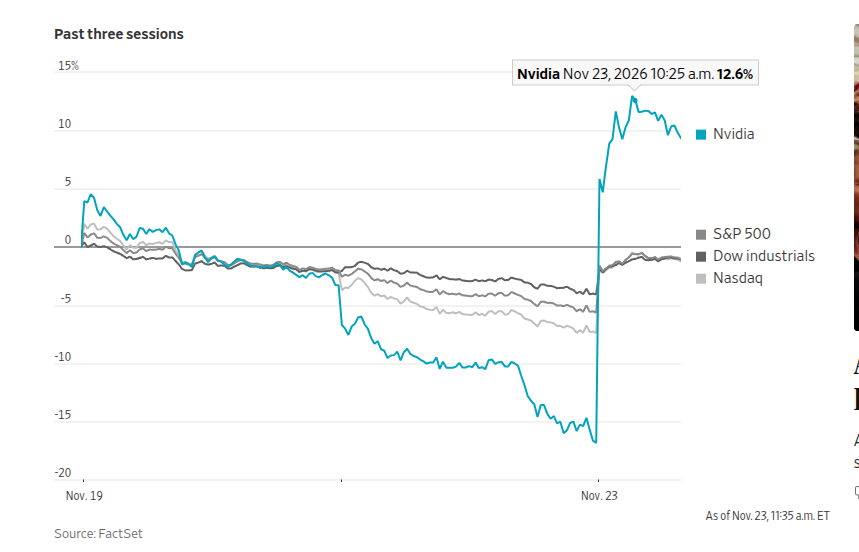 Past three sessions
15%
Nvidia Nov 23, 2026 10:25 a.m. 12.6%
10
Nvidia
5
0
S&P 500
Dow industrials
Nasdaq
-5
-10
-15
-20
Nov. 19
Nov. 23
As of Nov. 23, 11:35 a.m. ET
Source: FactSet